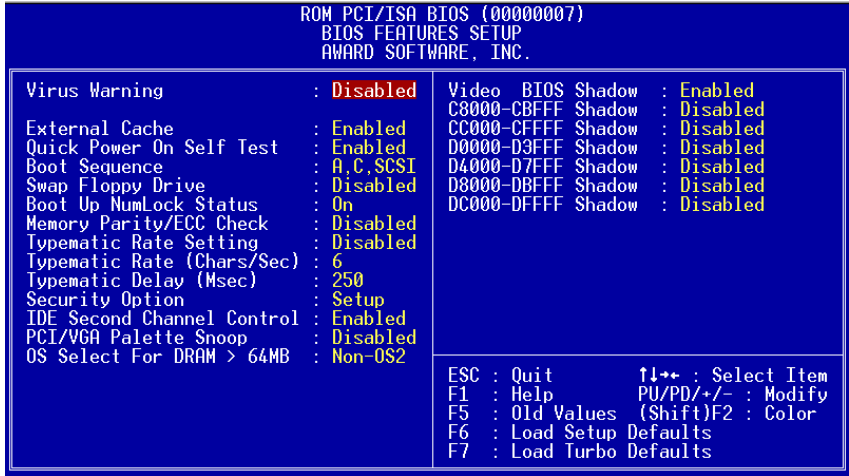 ROM PCI/ISA BIOS (00000007)
BIOS FEATURES SETUP
AWARD SOFTWARE, INC.
Virus Warning : Disabled
External Cache : Enabled
Quick Power On Self Test : Enabled
Boot Sequence : A,C,SCSI
Swap Floppy Drive : Disabled
Boot Up NumLock Status : On
Memory Parity/ECC Check : Disabled
Typematic Rate Setting : Disabled
Typematic Rate (Chars/Sec) : 6
Typematic Delay (Msec) : 250
Security Option : Setup
IDE Second Channel Control : Enabled
PCI/VGA Palette Snoop : Disabled
OS Select For DRAM > 64MB : Non-OS2
Video BIOS Shadow : Enabled
C8000-CBFFF Shadow : Disabled
CC000-CFFFF Shadow : Disabled
D0000-D3FFF Shadow : Disabled
D4000-D7FFF Shadow : Disabled
D8000-DBFFF Shadow : Disabled
DC000-DFFFF Shadow : Disabled
ESC : Quit ↑↓→← : Select Item
F1 : Help PU/PD/+/- : Modify
F5 : Old Values (Shift)F2 : Color
F6 : Load Setup Defaults
F7 : Load Turbo Defaults